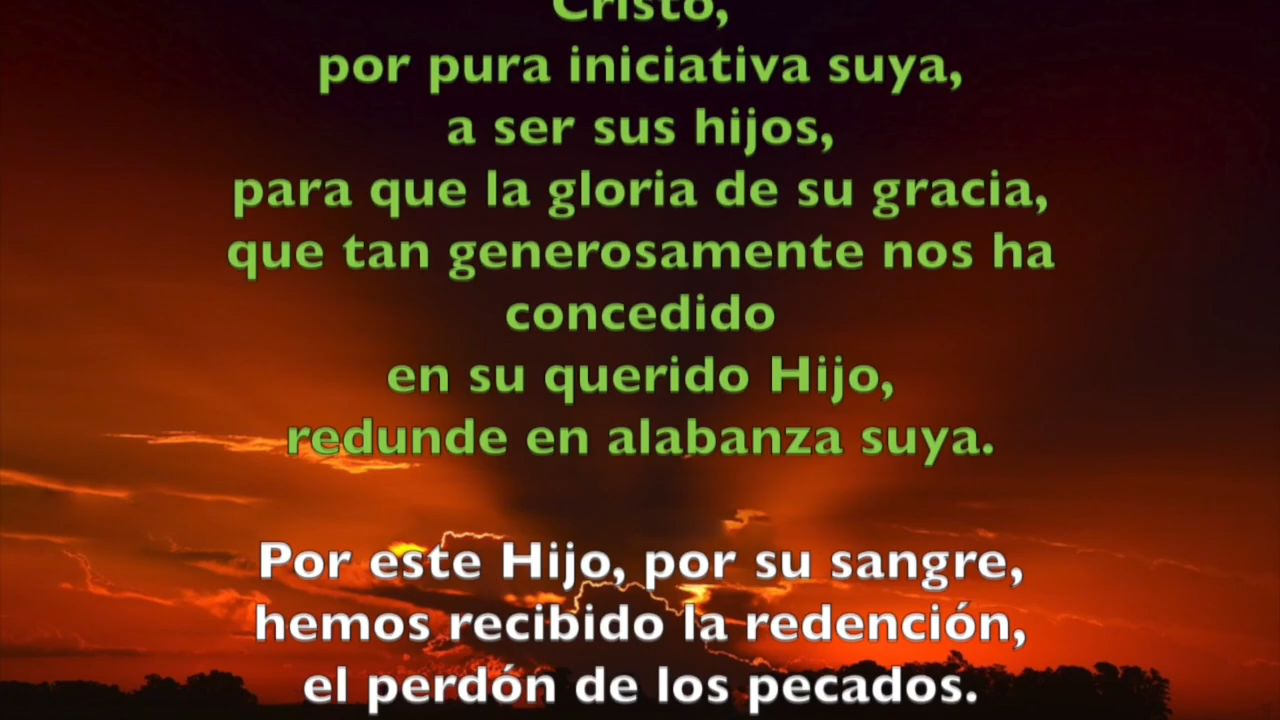 Cristo,
por pura iniciativa suya,
a ser sus hijos,
para que la gloria de su gracia,
que tan generosamente nos ha
concedido
en su querido Hijo,
redunde en alabanza suya.
Por este Hijo, por su sangre,
hemos recibido la redención,
el perdón de los pecados.